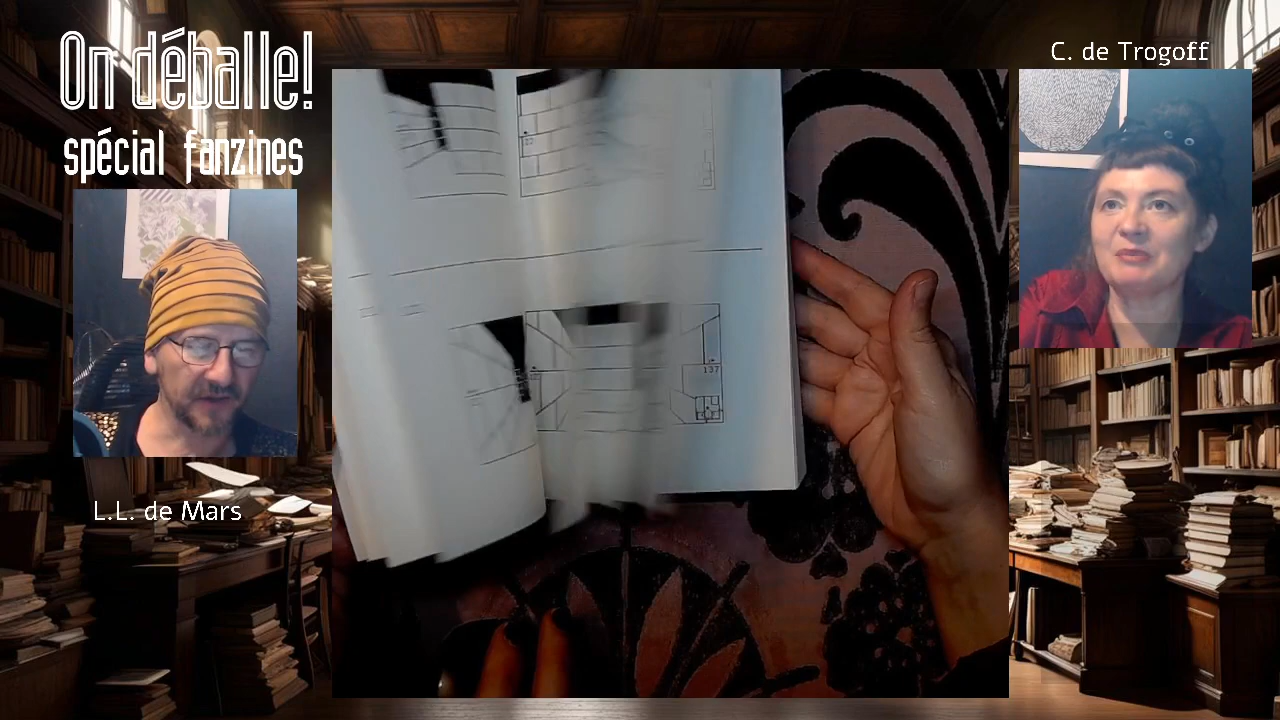 On déballe!
spécial fanzines
C. de Trogoff
L.L. de Mars
137